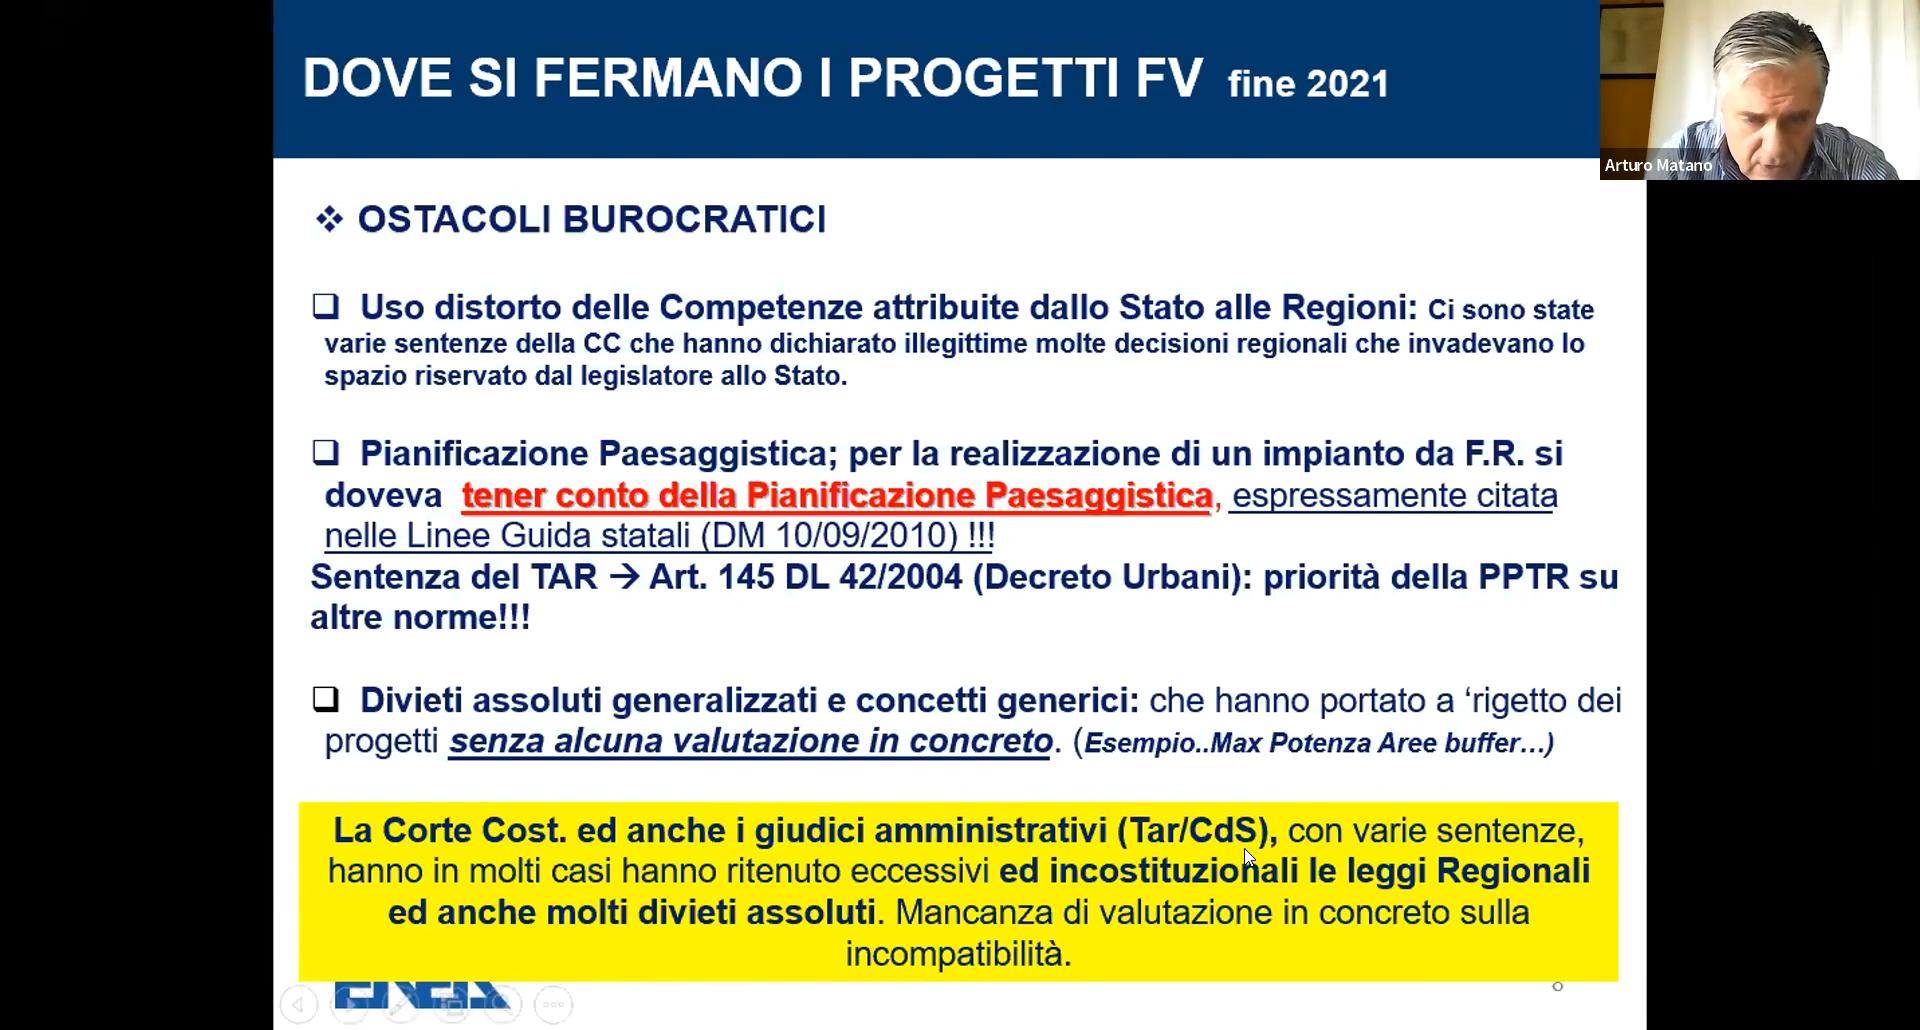 DOVE SI FERMANO I PROGETTI FV fine 2021
Arturo Matano
❖ OSTACOLI BUROCRATICI
❑ Uso distorto delle Competenze attribuite dallo Stato alle Regioni: Ci sono state
varie sentenze della CC che hanno dichiarato illegittime molte decisioni regionali che invadevano lo
spazio riservato dal legislatore allo Stato.
❑ Pianificazione Paesaggistica; per la realizzazione di un impianto da F.R. si
doveva tener conto della Pianificazione Paesaggistica, espressamente citata
nelle Linee Guida statali (DM 10/09/2010) !!!
Sentenza del TAR → Art. 145 DL 42/2004 (Decreto Urbani): priorità della PPTR su
altre norme!!!
❑ Divieti assoluti generalizzati e concetti generici: che hanno portato a ‘rigetto dei
progetti senza alcuna valutazione in concreto. (Esempio..Max Potenza Aree buffer…)
La Corte Cost. ed anche i giudici amministrativi (Tar/CdS), con varie sentenze,
hanno in molti casi hanno ritenuto eccessivi ed incostituzionali le leggi Regionali
ed anche molti divieti assoluti. Mancanza di valutazione in concreto sulla
incompatibilità.